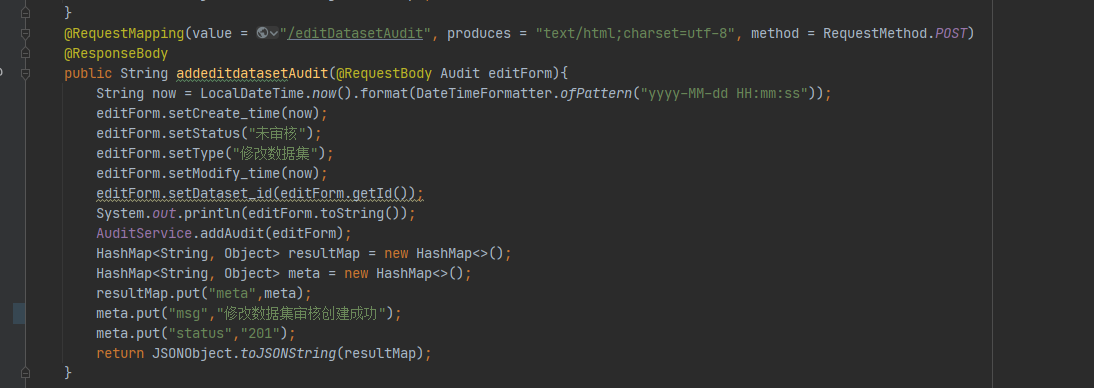 }
@RequestMapping(value = "/editDatasetAudit", produces = "text/html;charset=utf-8", method = RequestMethod.POST)
@ResponseBody
public String addeditdatasetAudit(@RequestBody Audit editForm){
String now = LocalDateTime.now().format(DateTimeFormatter.ofPattern("yyyy-MM-dd HH:mm:ss"));
editForm.setCreate_time(now);
editForm.setStatus("未审核");
editForm.setType("修改数据集");
editForm.setModify_time(now);
editForm.setDataset_id(editForm.getId());
System.out.println(editForm.toString());
AuditService.addAudit(editForm);
HashMap<String, Object> resultMap = new HashMap<>();
HashMap<String, Object> meta = new HashMap<>();
resultMap.put("meta",meta);
meta.put("msg","修改数据集审核创建成功");
meta.put("status","201");
return JSONObject.toJSONString(resultMap);
}